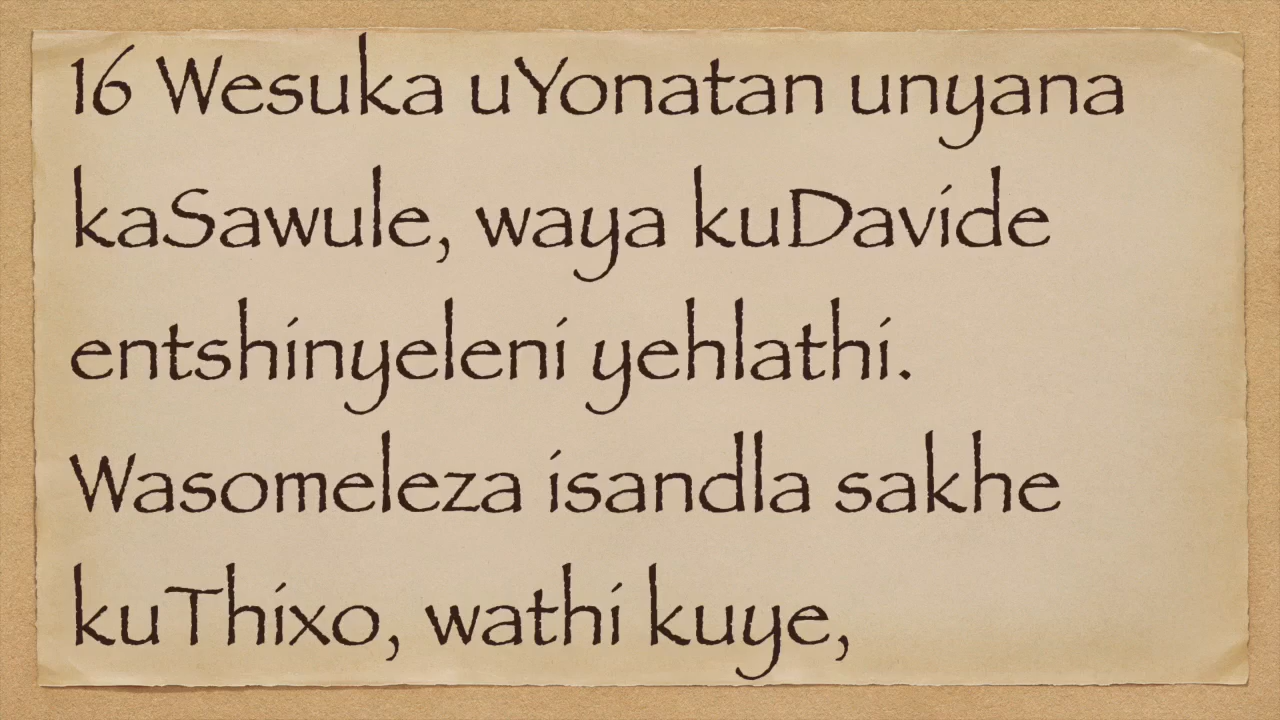 16 Wesuka uYonatan unyana
kaSawule, waya kuDavide
entshinyeleni yehlathi.
Wasomeleza isandla sakhe
kuThixo, wathi kuye,